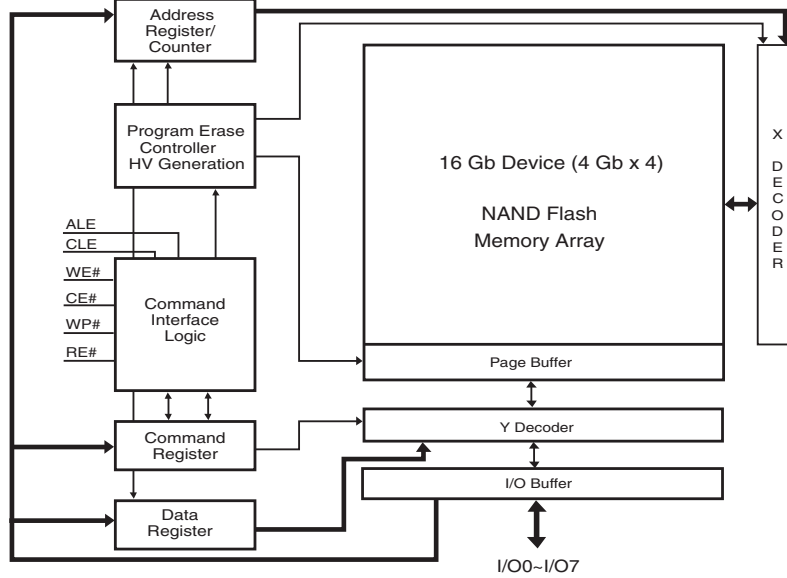 Address
Register/
Counter
Program Erase
Controller
HV Generation
ALE
CLE
WE#
CE#
WP#
RE#
Command
Interface
Logic
Command
Register
Data
Register
16 Gb Device (4 Gb x 4)
NAND Flash
Memory Array
Page Buffer
Y Decoder
I/O Buffer
I/O0~I/O7
X
D
E
C
O
D
E
R